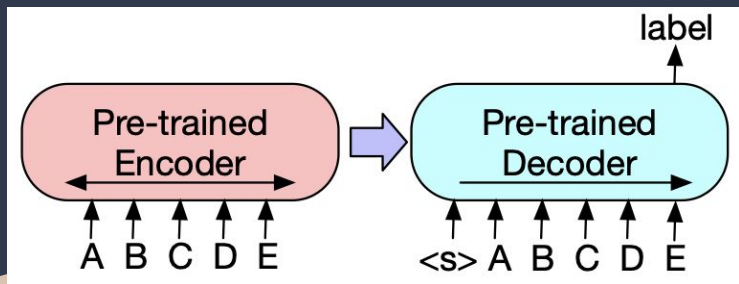 label
Pre-trained
Encoder
Pre-trained
Decoder
A B C D E
<s> A B C D E